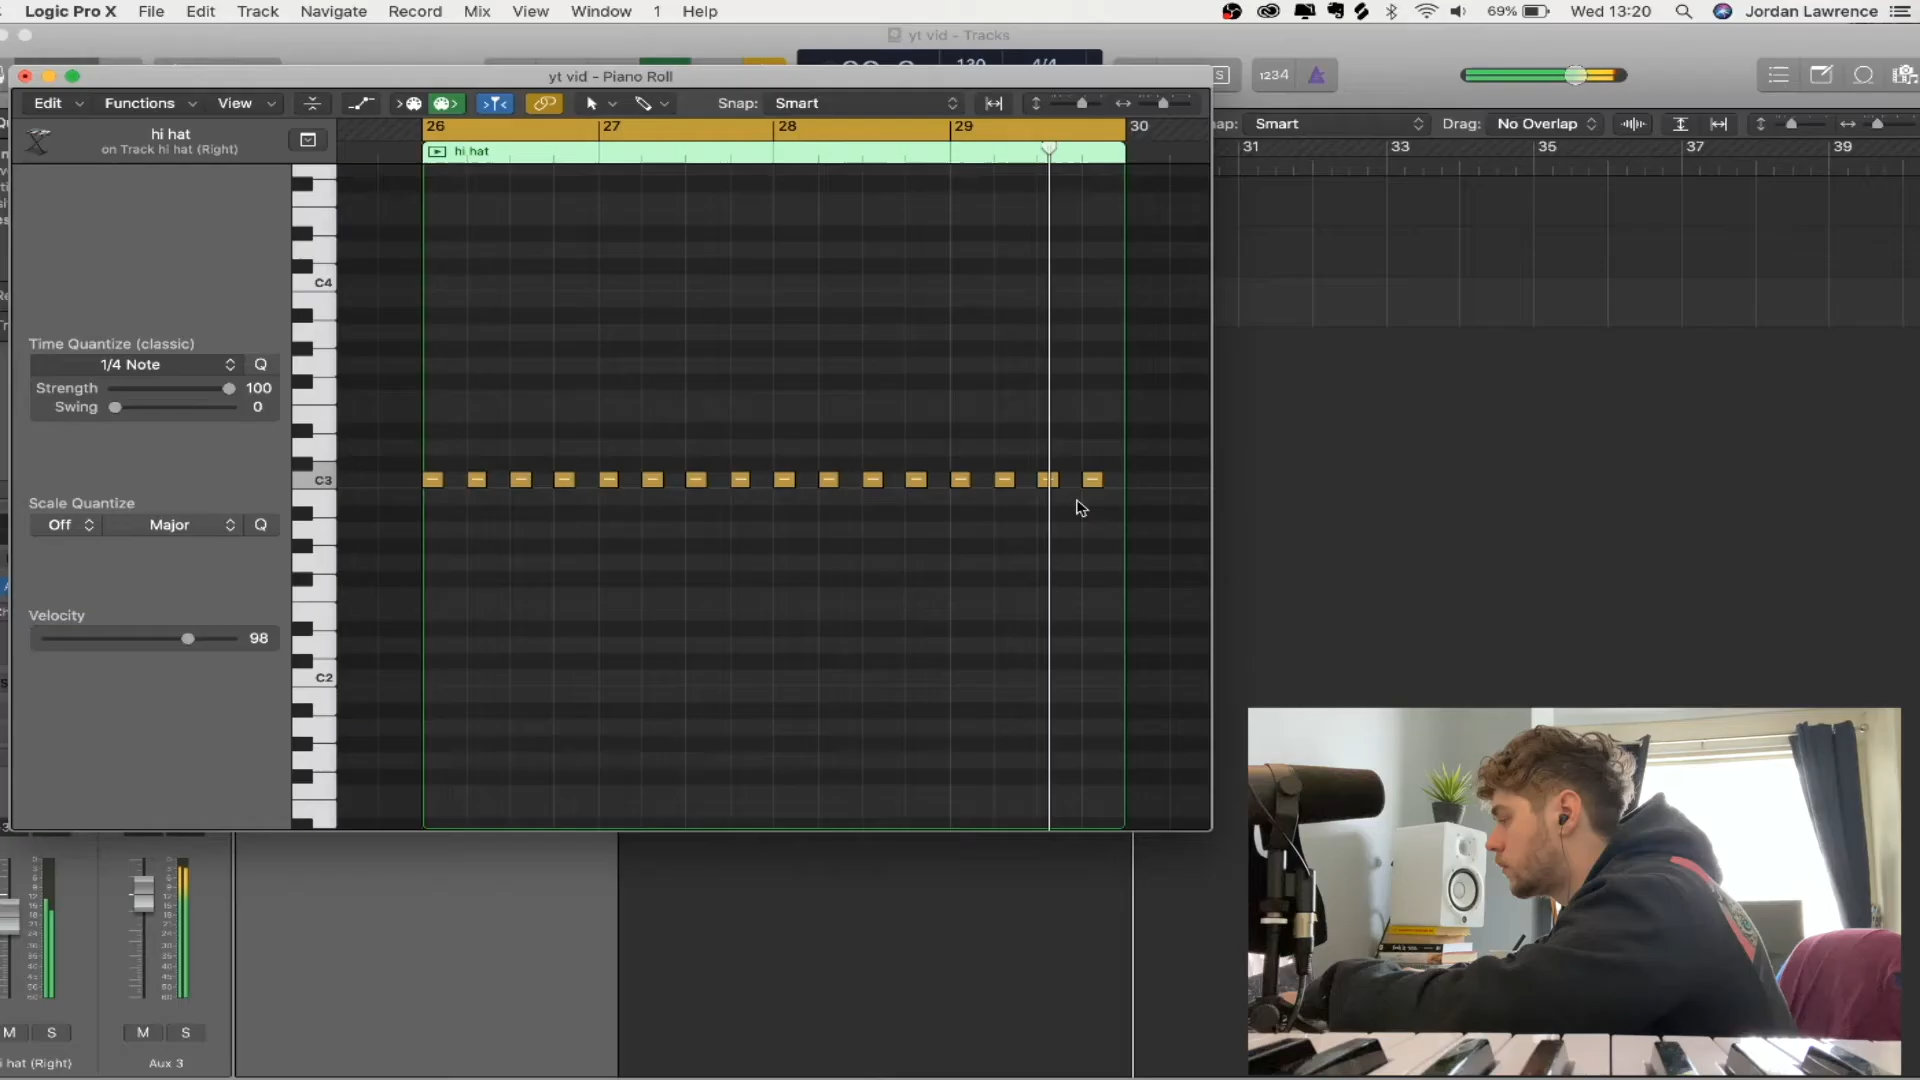 Logic Pro X File Edit Track Navigate Record Mix View Window 1 Help 69% Wed 13:20 Jordan Lawrence
yt vid - Tracks
yt vid - Piano Roll
130 4/4
S 1234
Edit Functions View Snap: Smart
Smart Drag: No Overlap
hi hat
on Track hi hat (Right)
26 27 28 29 30
31 33 35 37 39
hi hat
C4
Time Quantize (classic)
1/4 Note Q
Strength 100
Swing 0
C3
Scale Quantize
Off Major Q
Velocity
98
C2
M S M S
i hat (Right) Aux 3